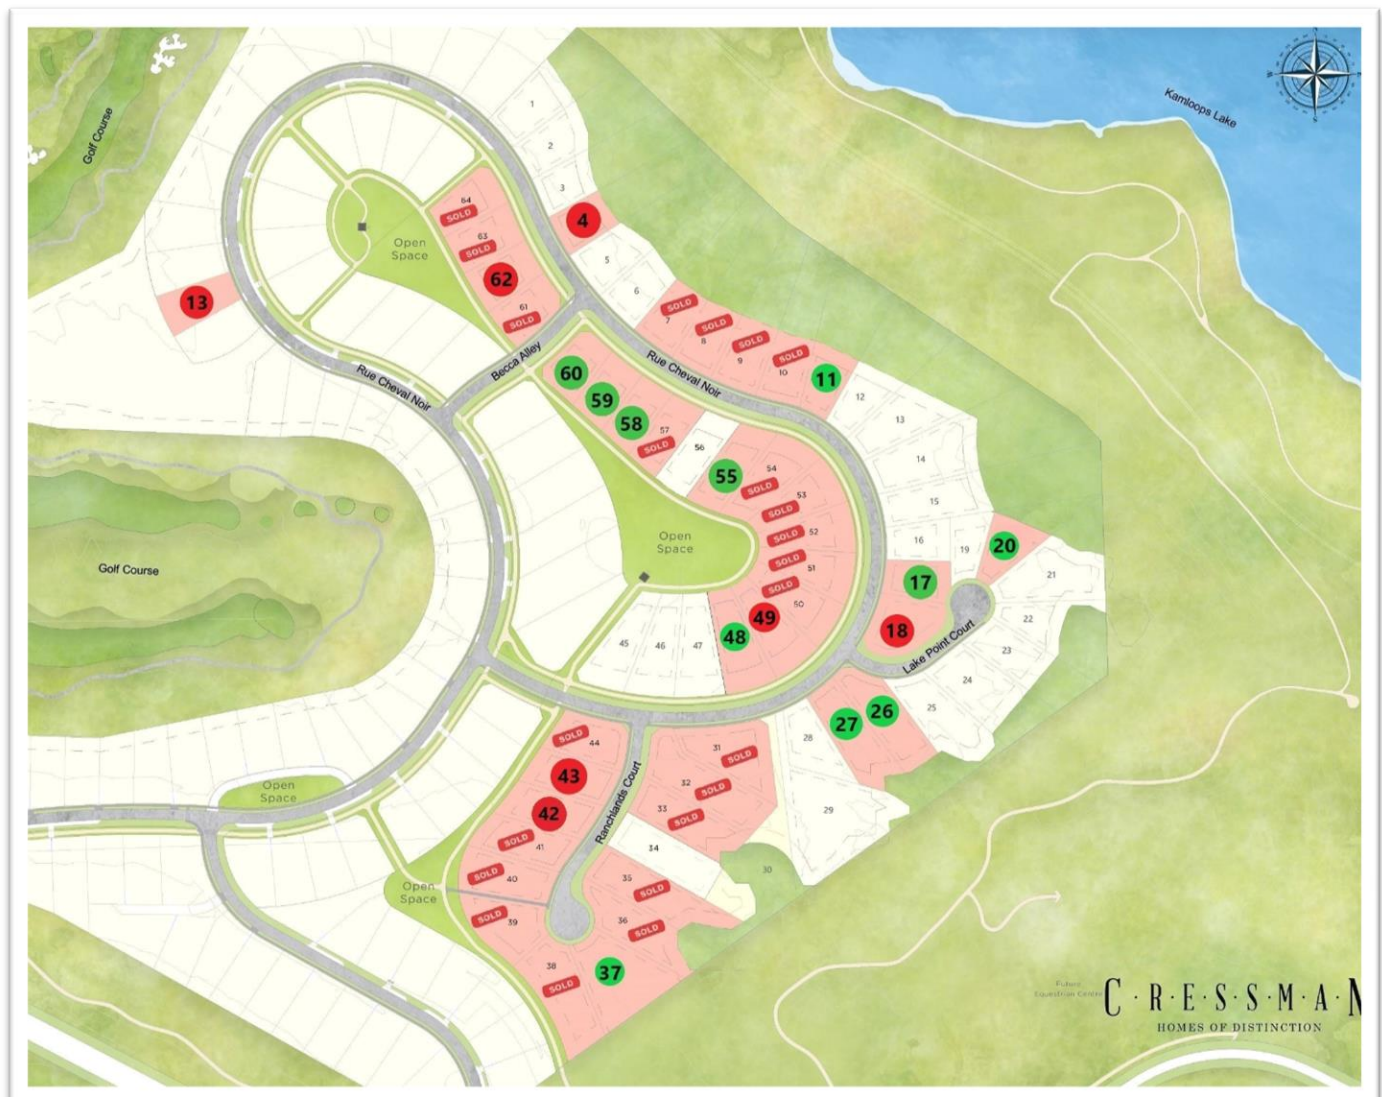 Golf Course
Kamloops Lake
1
2
3
4
5
6
64
SOLD
63
SOLD
62
61
SOLD
Open
Space
13
Rue Cheval Noir
Becca Alley
Rue Cheval Noir
SOLD
7
SOLD
8
SOLD
9
SOLD
10
11
12
13
14
15
16
60
59
58
57
SOLD
56
55
54
SOLD
53
SOLD
52
SOLD
51
SOLD
50
SOLD
49
48
47
46
45
Open
Space
Golf Course
17
18
19
20
21
22
23
24
25
26
27
28
29
30
Lake Point Court
Ranchlands Court
31
SOLD
32
SOLD
33
SOLD
34
35
SOLD
36
SOLD
37
38
SOLD
39
SOLD
40
SOLD
41
SOLD
42
43
44
SOLD
Open
Space
Open
Space
Future
Equestrian Centre
C·R·E·S·S·M·A·N
HOMES OF DISTINCTION